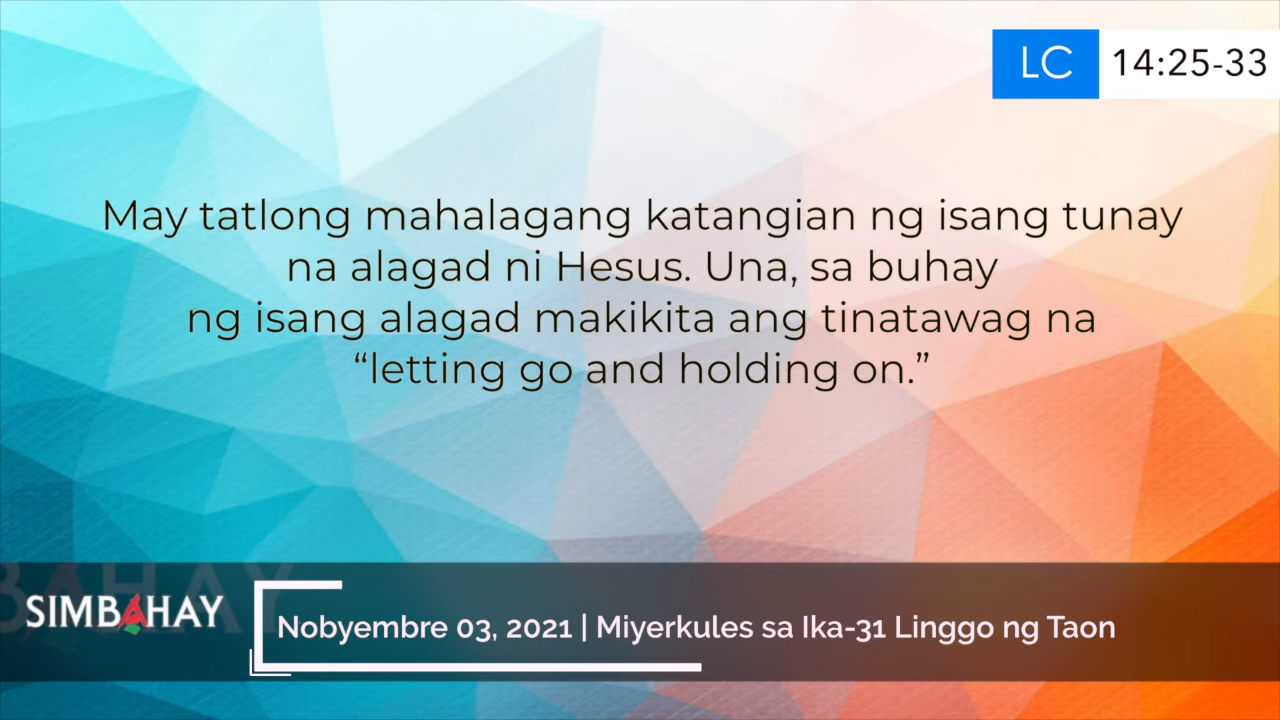 LC 14:25-33
May tatlong mahalagang katangian ng isang tunay
na alagad ni Hesus. Una, sa buhay
ng isang alagad makikita ang tinatawag na
“letting go and holding on.”
SIMBAHAY
Nobyembre 03, 2021 | Miyerkules sa Ika-31 Linggo ng Taon